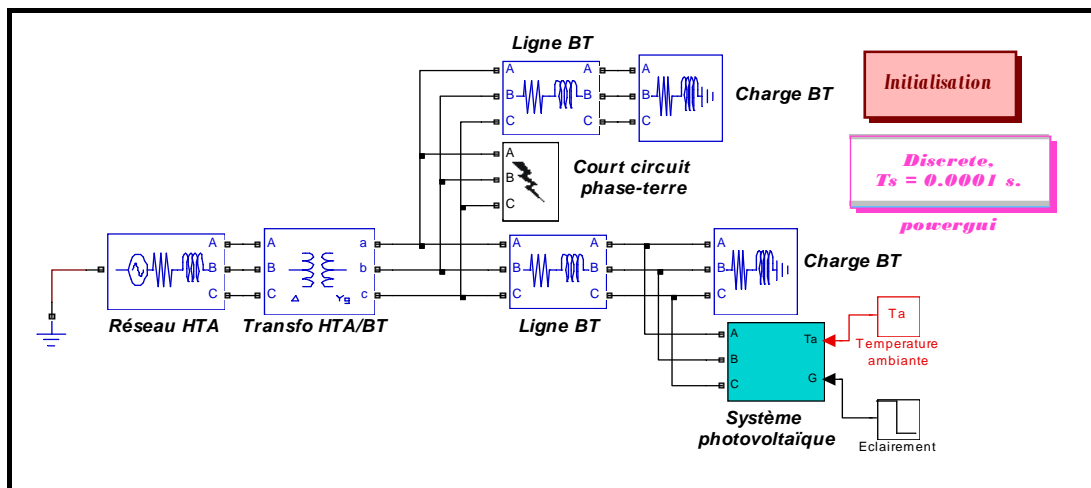 Ligne BT
A
B
C
A
B
C
A
B
C
Charge BT
Initialisation
A
B
C
Court circuit
phase-terre
Discrete,
Ts = 0.0001 s.
powergui
A
B
C
Réseau HTA
A
B
C
a
b
c
Δ
Yg
Transfo HTA/BT
A
B
C
A
B
C
Ligne BT
A
B
C
Charge BT
A
B
C
Ta
G
Système
photovoltaïque
Ta
Temperature
ambiante
Eclairement